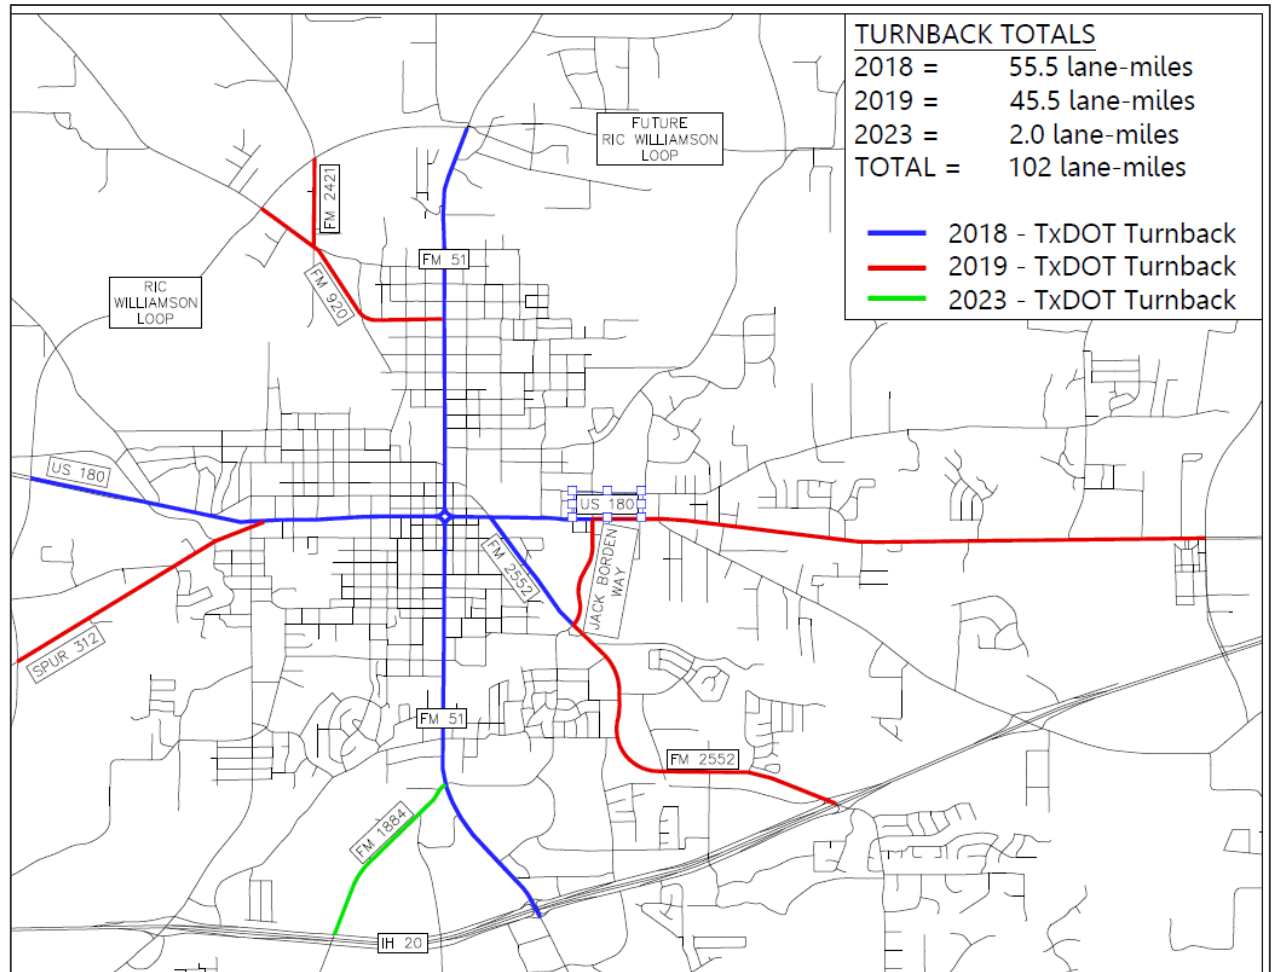 TURNBACK TOTALS
2018 = 55.5 lane-miles
2019 = 45.5 lane-miles
2023 = 2.0 lane-miles
TOTAL = 102 lane-miles
2018 - TxDOT Turnback
2019 - TxDOT Turnback
2023 - TxDOT Turnback
FUTURE
RIC WILLIAMSON
LOOP
FM 2421
FM 51
FM 920
RIC
WILLIAMSON
LOOP
US 180
US 180
FM 2552
JACK BORDEN
WAY
SPUR 312
FM 51
FM 2552
FM 1884
IH 20